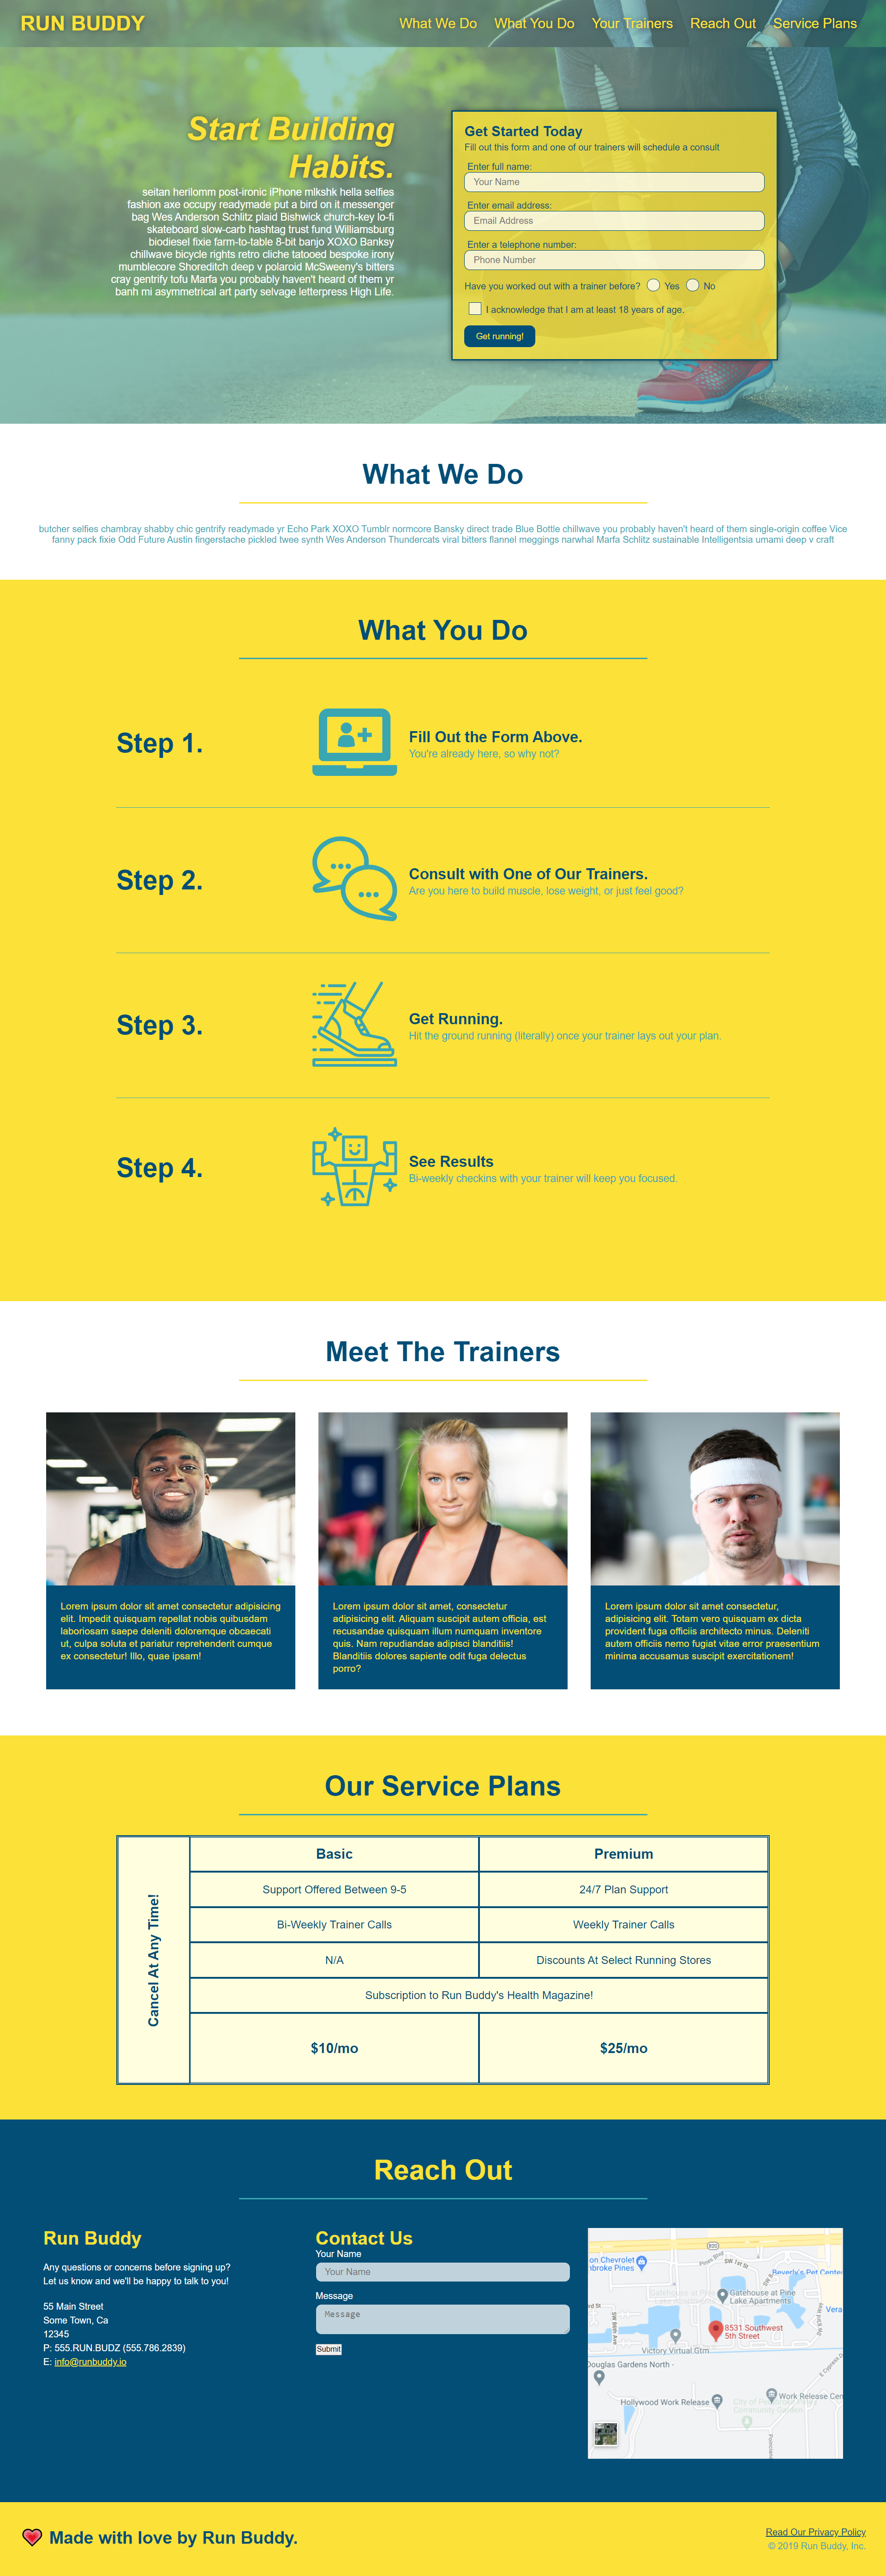 RUN BUDDY
What We Do What You Do Your Trainers Reach Out Service Plans
Start Building
Habits.
seitan herilomm post-ironic iPhone mlkshk hella selfies
fashion axe occupy readymade put a bird on it messenger
bag Wes Anderson Schlitz plaid Bishwick church-key lo-fi
skateboard slow-carb hashtag trust fund Williamsburg
biodiesel fixie farm-to-table 8-bit banjo XOXO Banksy
chillwave bicycle rights retro cliche tatooed bespoke irony
mumblecore Shoreditch deep v polaroid McSweeny's bitters
cray gentrify tofu Marfa you probably haven't heard of them yr
banh mi asymmetrical art party selvage letterpress High Life.
Get Started Today
Fill out this form and one of our trainers will schedule a consult
Enter full name:
Your Name
Enter email address:
Email Address
Enter a telephone number:
Phone Number
Have you worked out with a trainer before? Yes No
I acknowledge that I am at least 18 years of age.
Get running!
What We Do
butcher selfies chambray shabby chic gentrify readymade yr Echo Park XOXO Tumblr normcore Bansky direct trade Blue Bottle chillwave you probably haven't heard of them single-origin coffee Vice
fanny pack fixie Odd Future Austin fingerstache pickled twee synth Wes Anderson Thundercats viral bitters flannel meggings narwhal Marfa Schlitz sustainable Intelligentsia umami deep v craft
What You Do
Step 1.
Fill Out the Form Above.
You're already here, so why not?
Step 2.
Consult with One of Our Trainers.
Are you here to build muscle, lose weight, or just feel good?
Step 3.
Get Running.
Hit the ground running (literally) once your trainer lays out your plan.
Step 4.
See Results
Bi-weekly checkins with your trainer will keep you focused.
Meet The Trainers
Lorem ipsum dolor sit amet consectetur adipisicing
elit. Impedit quisquam repellat nobis quibusdam
laboriosam saepe deleniti doloremque obcaecati
ut, culpa soluta et pariatur reprehenderit cumque
ex consectetur! Illo, quae ipsam!
Lorem ipsum dolor sit amet, consectetur
adipisicing elit. Aliquam suscipit autem officia, est
recusandae quisquam illum numquam inventore
quis. Nam repudiandae adipisci blanditiis!
Blanditiis dolores sapiente odit fuga delectus
porro?
Lorem ipsum dolor sit amet consectetur,
adipisicing elit. Totam vero quisquam ex dicta
provident fuga officiis architecto minus. Deleniti
autem officiis nemo fugiat vitae error praesentium
minima accusamus suscipit exercitationem!
Our Service Plans
Cancel At Any Time!
Basic Premium
Support Offered Between 9-5 24/7 Plan Support
Bi-Weekly Trainer Calls Weekly Trainer Calls
N/A Discounts At Select Running Stores
Subscription to Run Buddy's Health Magazine!
$10/mo $25/mo
Reach Out
Run Buddy
Any questions or concerns before signing up?
Let us know and we'll be happy to talk to you!
55 Main Street
Some Town, Ca
12345
P: 555.RUN.BUDZ (555.786.2839)
E: info@runbuddy.io
Contact Us
Your Name
Your Name
Message
Message
Submit
820
Pines Blvd
SW 1st St
on Chevrolet
nbroke Pines
Beverly's Pet Center
Gatehouse at Pine
Lake Apartments
Vera
8531 Southwest
5th Street
Victory Virtual Gtm
Douglas Gardens North
Hollywood Work Release
Work Release Cen
Made with love by Run Buddy.
Read Our Privacy Policy
© 2019 Run Buddy, Inc.